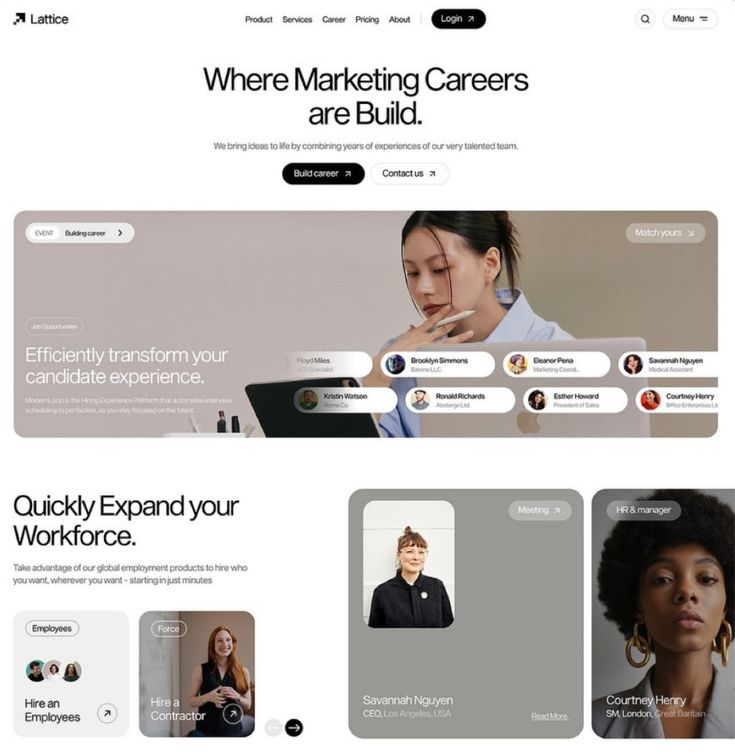 Lattice
Product Services Career Pricing About
Login
Menu
Where Marketing Careers
are Build.
We bring ideas to life by combining years of experiences of our very talented team.
Build career
Contact us
EVENT Building career
Match yours
Job Opportunities
Efficiently transform your
candidate experience.
ModernLoop is the Hiring Experience Platform that automates interview
scheduling to perfection, so you stay focused on the talent.
Floyd Miles
SEO Specialist
Brooklyn Simmons
Barone LLC.
Eleanor Pena
Marketing Coordi...
Savannah Nguyen
Medical Assistant
Kristin Watson
Acme Co.
Ronald Richards
Abstergo Ltd.
Esther Howard
President of Sales
Courtney Henry
Biffco Enterprises Lt
Quickly Expand your
Workforce.
Take advantage of our global employment products to hire who
you want, wherever you want - starting in just minutes
Employees
Hire an
Employees
Force
Hire a
Contractor
Meeting
Savannah Nguyen
CEO, Los Angeles, USA
Read More.
HR & manager
Courtney Henry
SM, London, Great Baritain